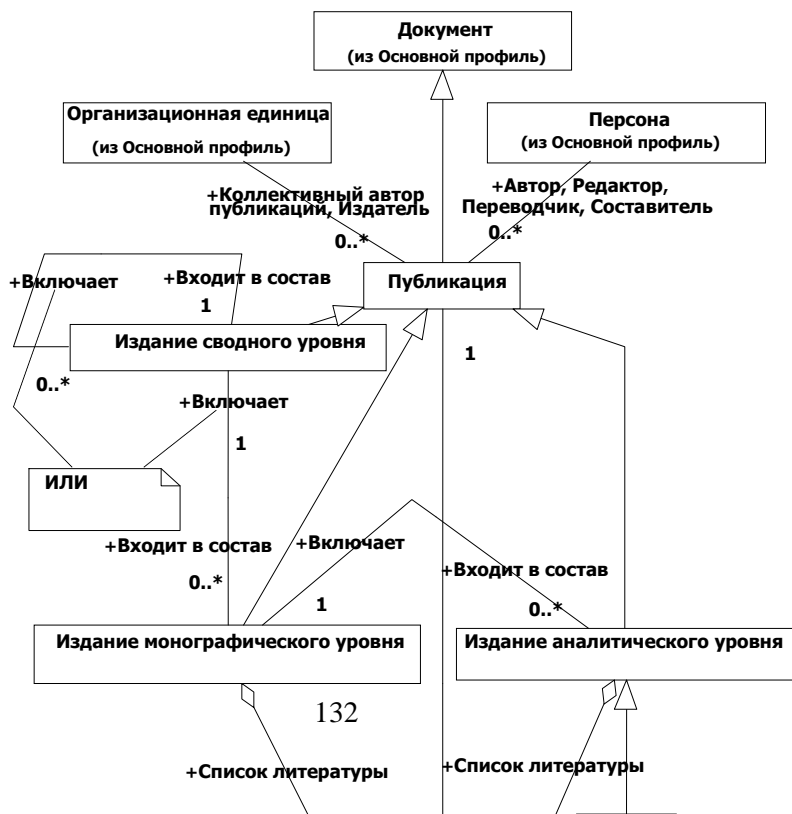 Документ
(из Основной профиль)
Организационная единица
(из Основной профиль)
Персона
(из Основной профиль)
+Коллективный автор
публикаций, Издатель
0..*
+Автор, Редактор,
Переводчик, Составитель
0..*
Публикация
+Включает
+Входит в состав
1
Издание сводного уровня
1
0..*
+Включает
1
ИЛИ
+Входит в состав
0..*
+Включает
1
+Входит в состав
0..*
Издание монографического уровня
Издание аналитического уровня
132
+Список литературы
+Список литературы